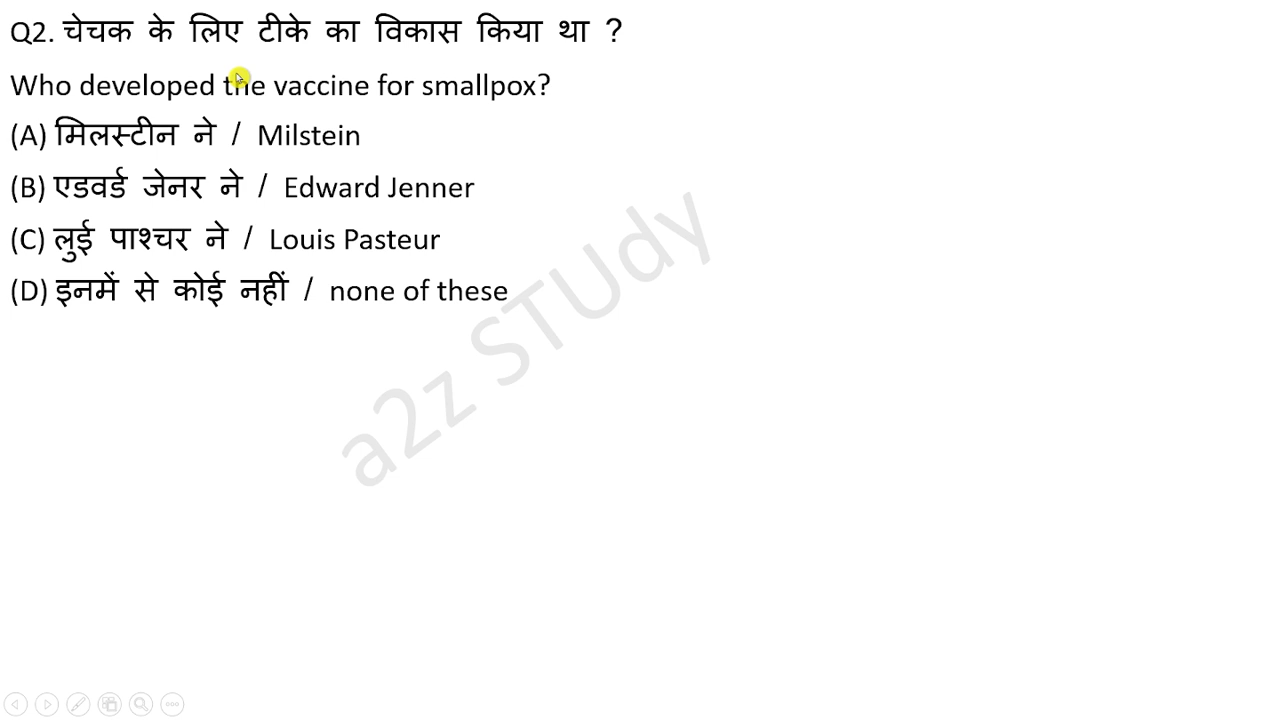 Q2. चेचक के लिए टीके का विकास किया था ?
Who developed the vaccine for smallpox?
(A) मिलस्टीन ने / Milstein
(B) एडवर्ड जेनर ने / Edward Jenner
(C) लुई पाश्चर ने / Louis Pasteur
(D) इनमें से कोई नहीं / none of these
a2z STUdy